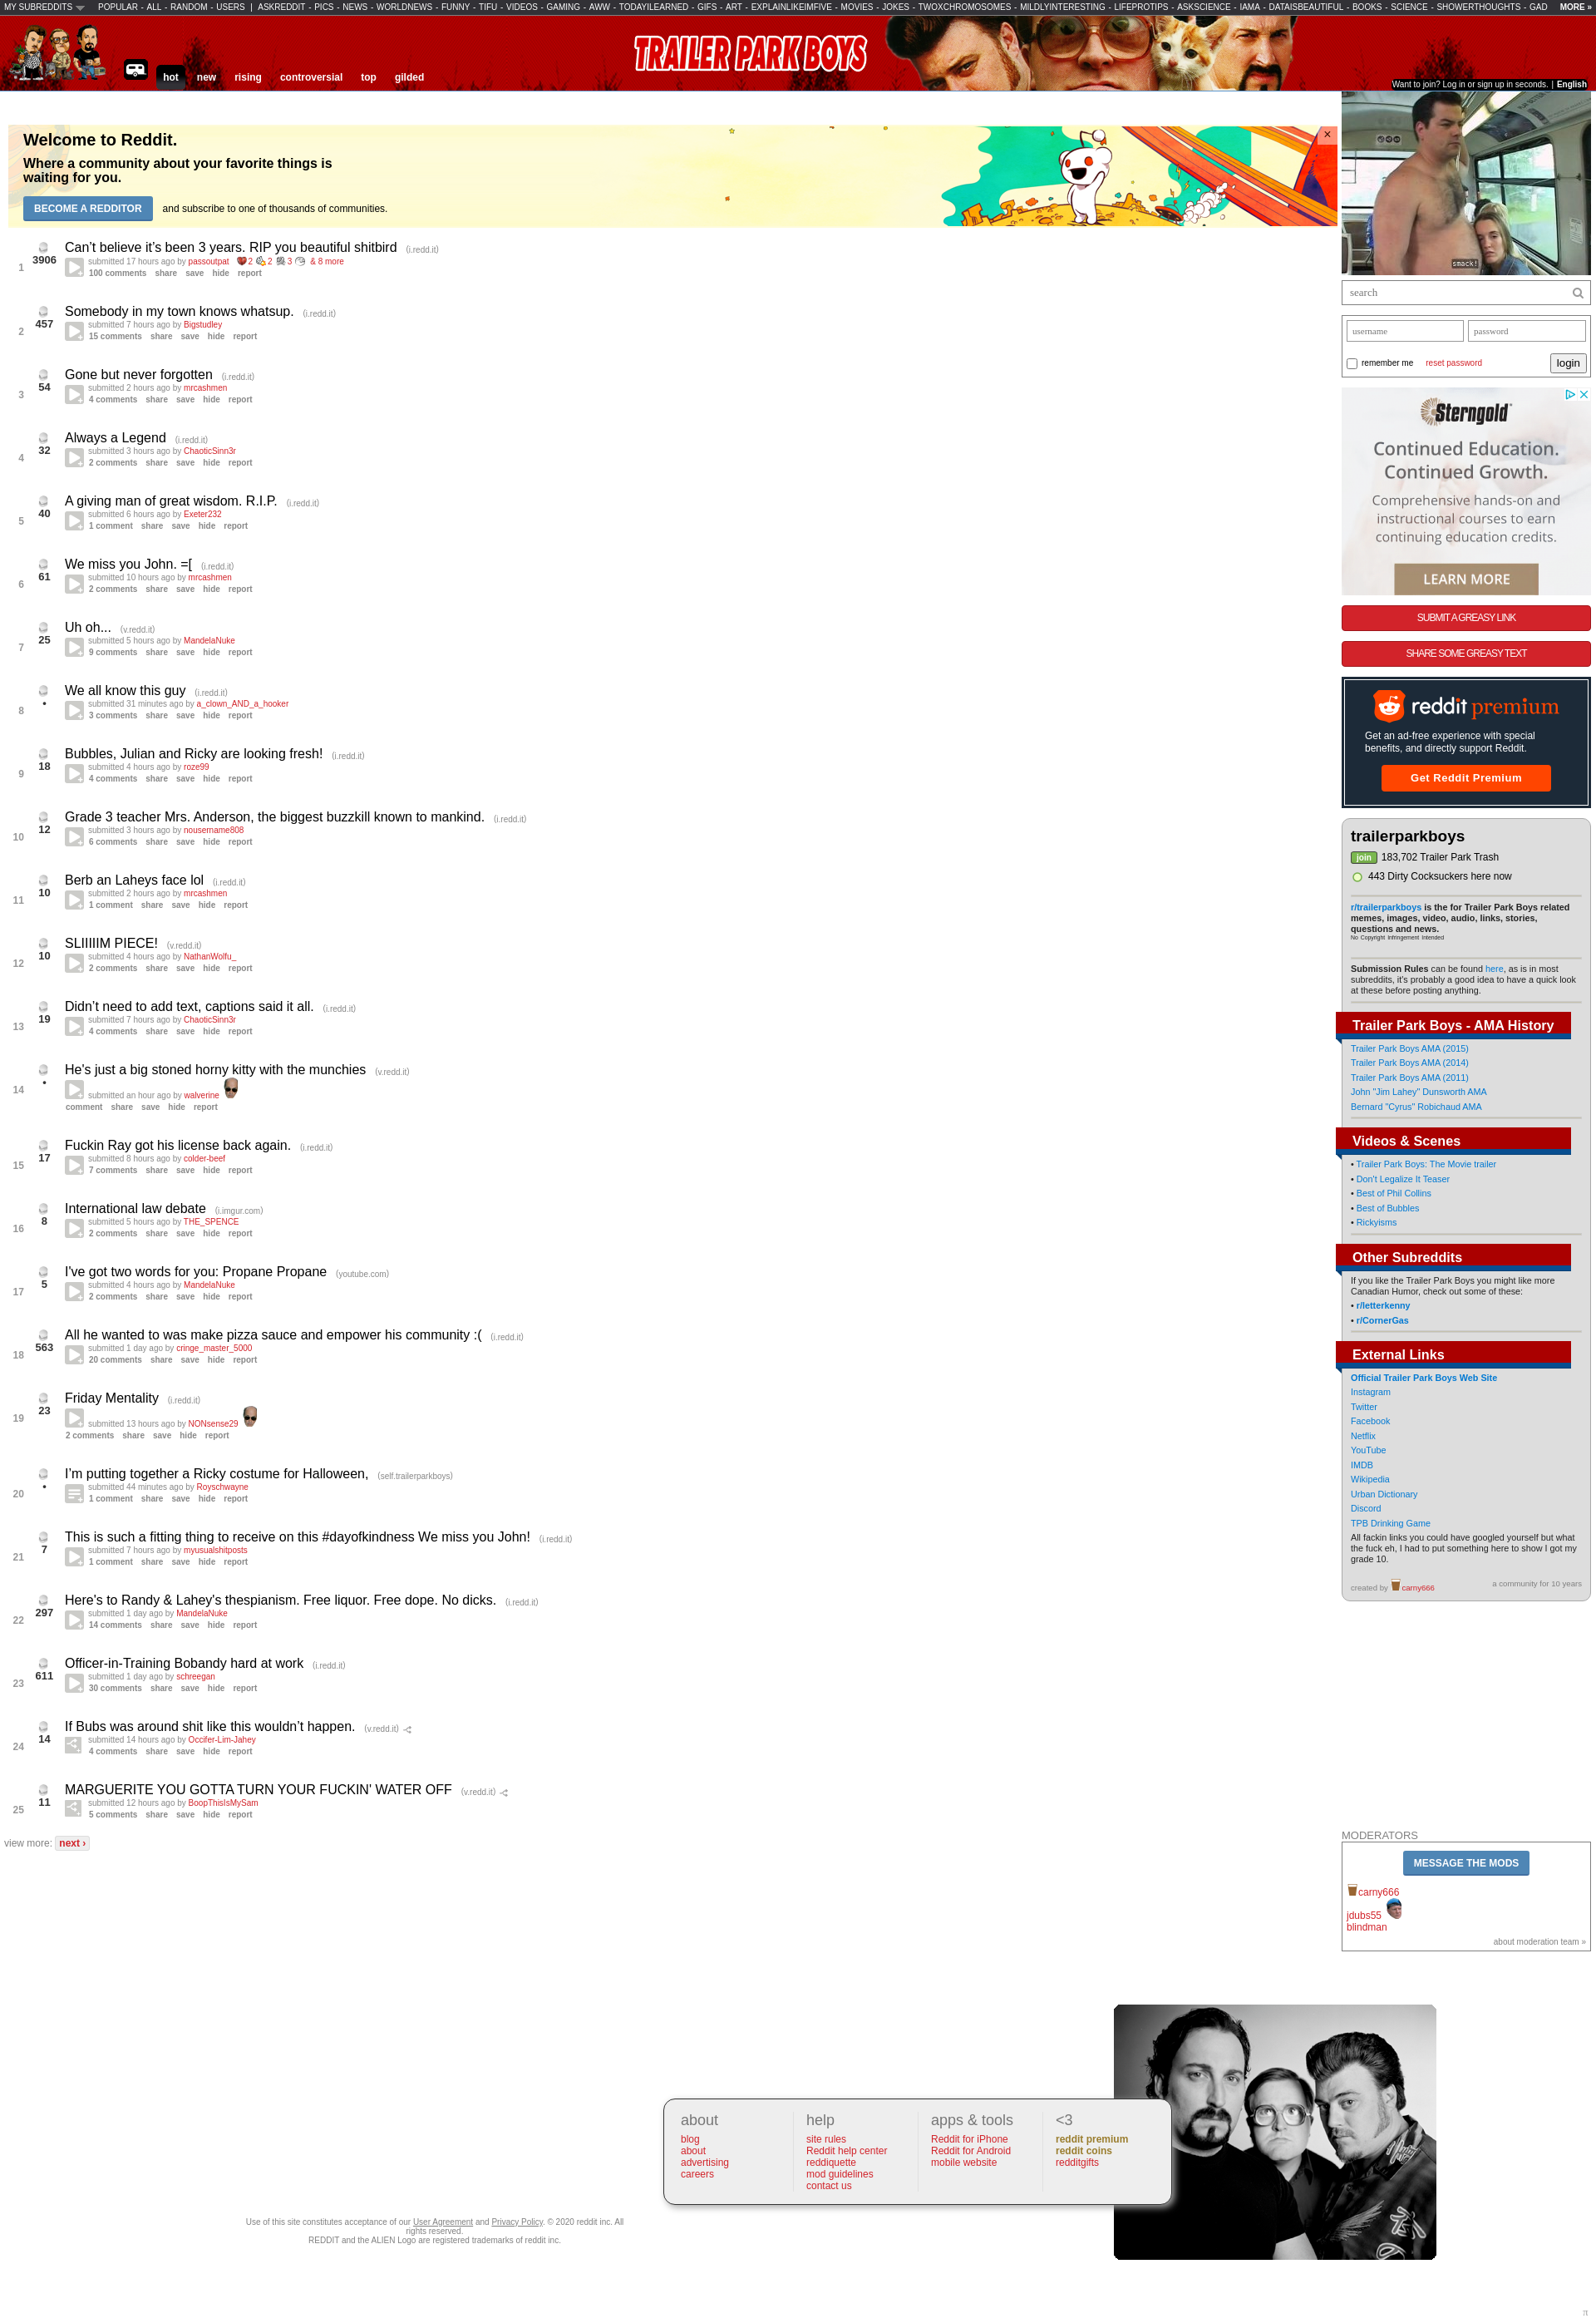 MY SUBREDDITS POPULAR - ALL - RANDOM - USERS | ASKREDDIT - PICS - NEWS - WORLDNEWS - FUNNY - TIFU - VIDEOS - GAMING - AWW - TODAYILEARNED - GIFS - ART - EXPLAINLIKEIMFIVE - MOVIES - JOKES - TWOXCHROMOSOMES - MILDLYINTERESTING - LIFEPROTIPS - ASKSCIENCE - IAMA - DATAISBEAUTIFUL - BOOKS - SCIENCE - SHOWERTHOUGHTS - GAD MORE »
TRAILER PARK BOYS
hot new rising controversial top gilded
Want to join? Log in or sign up in seconds. | English
Welcome to Reddit.
Where a community about your favorite things is
waiting for you.
BECOME A REDDITOR and subscribe to one of thousands of communities.
×
1 3906 Can't believe it's been 3 years. RIP you beautiful shitbird (i.redd.it)
submitted 17 hours ago by passoutpat 2 2 3 & 8 more
100 comments share save hide report
2 457 Somebody in my town knows whatsup. (i.redd.it)
submitted 7 hours ago by Bigstudley
15 comments share save hide report
3 54 Gone but never forgotten (i.redd.it)
submitted 2 hours ago by mrcashmen
4 comments share save hide report
4 32 Always a Legend (i.redd.it)
submitted 3 hours ago by ChaoticSinn3r
2 comments share save hide report
5 40 A giving man of great wisdom. R.I.P. (i.redd.it)
submitted 6 hours ago by Exeter232
1 comment share save hide report
6 61 We miss you John. =[ (i.redd.it)
submitted 10 hours ago by mrcashmen
2 comments share save hide report
7 25 Uh oh... (v.redd.it)
submitted 5 hours ago by MandelaNuke
9 comments share save hide report
8 • We all know this guy (i.redd.it)
submitted 31 minutes ago by a_clown_AND_a_hooker
3 comments share save hide report
9 18 Bubbles, Julian and Ricky are looking fresh! (i.redd.it)
submitted 4 hours ago by roze99
4 comments share save hide report
10 12 Grade 3 teacher Mrs. Anderson, the biggest buzzkill known to mankind. (i.redd.it)
submitted 3 hours ago by nousername808
6 comments share save hide report
11 10 Berb an Laheys face lol (i.redd.it)
submitted 2 hours ago by mrcashmen
1 comment share save hide report
12 10 SLIIIIIM PIECE! (v.redd.it)
submitted 4 hours ago by NathanWolfu_
2 comments share save hide report
13 19 Didn't need to add text, captions said it all. (i.redd.it)
submitted 7 hours ago by ChaoticSinn3r
4 comments share save hide report
14 • He's just a big stoned horny kitty with the munchies (v.redd.it)
submitted an hour ago by walverine
comment share save hide report
15 17 Fuckin Ray got his license back again. (i.redd.it)
submitted 8 hours ago by colder-beef
7 comments share save hide report
16 8 International law debate (i.imgur.com)
submitted 5 hours ago by THE_SPENCE
2 comments share save hide report
17 5 I've got two words for you: Propane Propane (youtube.com)
submitted 4 hours ago by MandelaNuke
2 comments share save hide report
18 563 All he wanted to was make pizza sauce and empower his community :( (i.redd.it)
submitted 1 day ago by cringe_master_5000
20 comments share save hide report
19 23 Friday Mentality (i.redd.it)
submitted 13 hours ago by NONsense29
2 comments share save hide report
20 • I'm putting together a Ricky costume for Halloween, (self.trailerparkboys)
submitted 44 minutes ago by Royschwayne
1 comment share save hide report
21 7 This is such a fitting thing to receive on this #dayofkindness We miss you John! (i.redd.it)
submitted 7 hours ago by myusualshitposts
1 comment share save hide report
22 297 Here's to Randy & Lahey's thespianism. Free liquor. Free dope. No dicks. (i.redd.it)
submitted 1 day ago by MandelaNuke
14 comments share save hide report
23 611 Officer-in-Training Bobandy hard at work (i.redd.it)
submitted 1 day ago by schreegan
30 comments share save hide report
24 14 If Bubs was around shit like this wouldn't happen. (v.redd.it)
submitted 14 hours ago by Occifer-Lim-Jahey
4 comments share save hide report
25 11 MARGUERITE YOU GOTTA TURN YOUR FUCKIN' WATER OFF (v.redd.it)
submitted 12 hours ago by BoopThisIsMySam
5 comments share save hide report
view more: next ›
smack!
search
username password
remember me reset password login
Sterngold
Continued Education.
Continued Growth.
Comprehensive hands-on and
instructional courses to earn
continuing education credits.
LEARN MORE
SUBMIT A GREASY LINK
SHARE SOME GREASY TEXT
reddit premium
Get an ad-free experience with special
benefits, and directly support Reddit.
Get Reddit Premium
trailerparkboys
join 183,702 Trailer Park Trash
443 Dirty Cocksuckers here now
r/trailerparkboys is the for Trailer Park Boys related
memes, images, video, audio, links, stories,
questions and news.
No Copyright Infringement Intended
Submission Rules can be found here, as is in most
subreddits, it's probably a good idea to have a quick look
at these before posting anything.
Trailer Park Boys - AMA History
Trailer Park Boys AMA (2015)
Trailer Park Boys AMA (2014)
Trailer Park Boys AMA (2011)
John "Jim Lahey" Dunsworth AMA
Bernard "Cyrus" Robichaud AMA
Videos & Scenes
• Trailer Park Boys: The Movie trailer
• Don't Legalize It Teaser
• Best of Phil Collins
• Best of Bubbles
• Rickyisms
Other Subreddits
If you like the Trailer Park Boys you might like more
Canadian Humor, check out some of these:
• r/letterkenny
• r/CornerGas
External Links
Official Trailer Park Boys Web Site
Instagram
Twitter
Facebook
Netflix
YouTube
IMDB
Wikipedia
Urban Dictionary
Discord
TPB Drinking Game
All fackin links you could have googled yourself but what
the fuck eh, I had to put something here to show I got my
grade 10.
created by carny666 a community for 10 years
MODERATORS
MESSAGE THE MODS
carny666
jdubs55
blindman
about moderation team »
about
blog
about
advertising
careers
help
site rules
Reddit help center
reddiquette
mod guidelines
contact us
apps & tools
Reddit for iPhone
Reddit for Android
mobile website
<3
reddit premium
reddit coins
redditgifts
Use of this site constitutes acceptance of our User Agreement and Privacy Policy. © 2020 reddit inc. All
rights reserved.
REDDIT and the ALIEN Logo are registered trademarks of reddit inc.
π